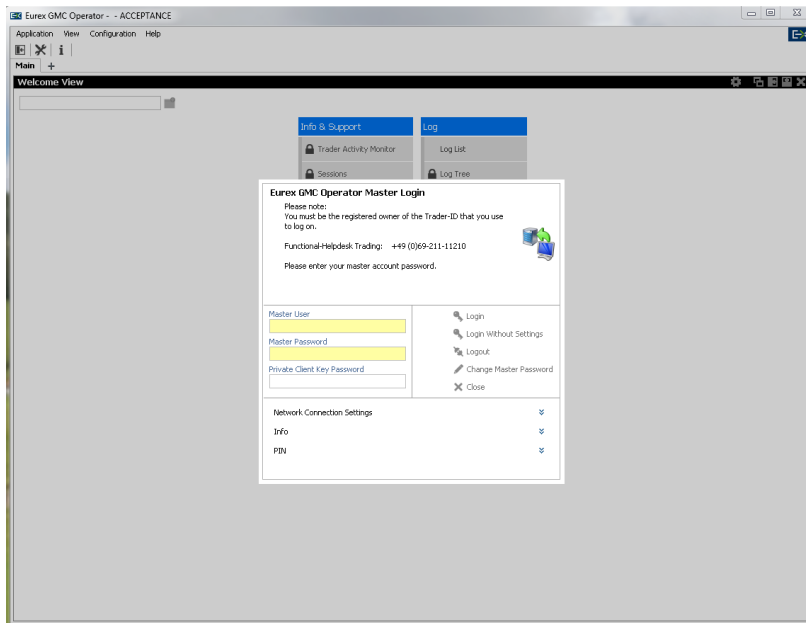 Eurex GMC Operator - - ACCEPTANCE
Application View Configuration Help
Main +
Welcome View
Info & Support
Log
Trader Activity Monitor
Log List
Sessions
Log Tree
Eurex GMC Operator Master Login
Please note:
You must be the registered owner of the Trader-ID that you use
to log on.
Functional-Helpdesk Trading: +49 (0)69-211-11210
Please enter your master account password.
Master User
Login
Login Without Settings
Master Password
Logout
Private Client Key Password
Change Master Password
Close
Network Connection Settings
Info
PIN